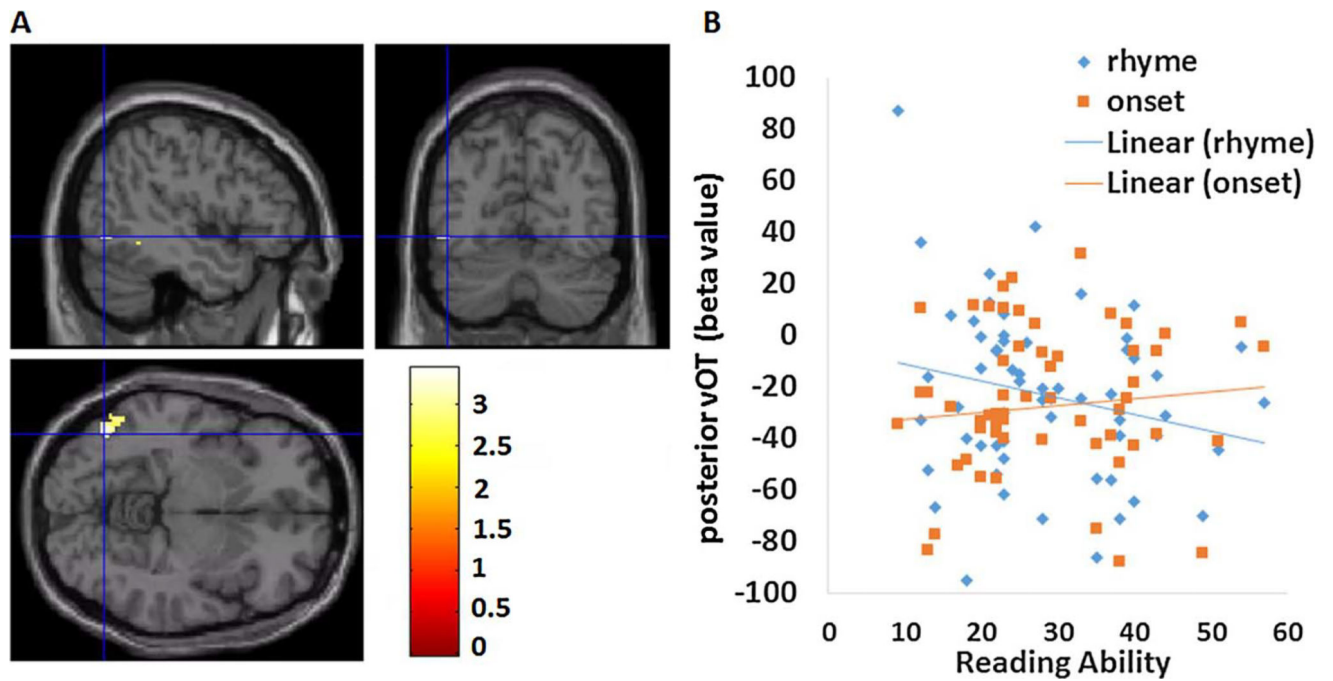 A
3
2.5
2
1.5
1
0.5
0
B
rhyme
onset
Linear (rhyme)
Linear (onset)
posterior vOT (beta value)
100
80
60
40
20
0
-20
-40
-60
-80
-100
0 10 20 30 40 50 60
Reading Ability